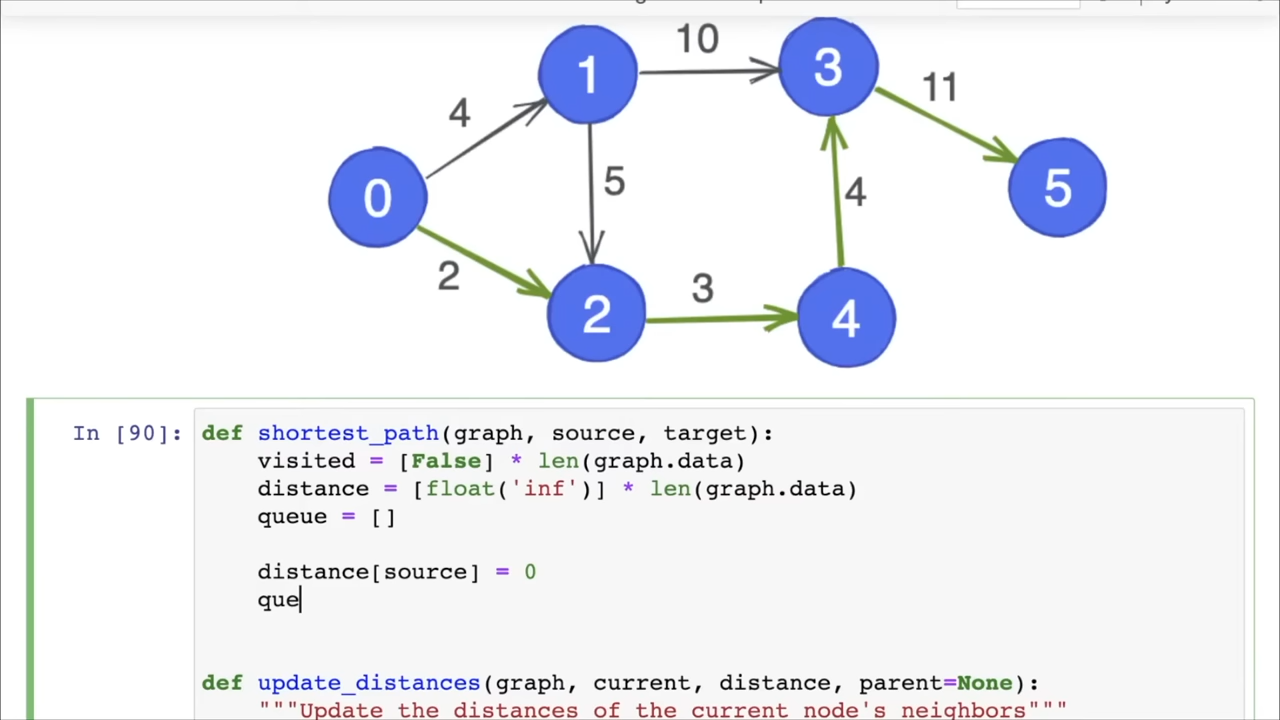 1
10
3
11
4
0
5
4
5
2
3
2
4
In [90]:
def shortest_path(graph, source, target):
    visited = [False] * len(graph.data)
    distance = [float('inf')] * len(graph.data)
    queue = []
    distance[source] = 0
    que
def update_distances(graph, current, distance, parent=None):
    """Update the distances of the current node's neighbors"""